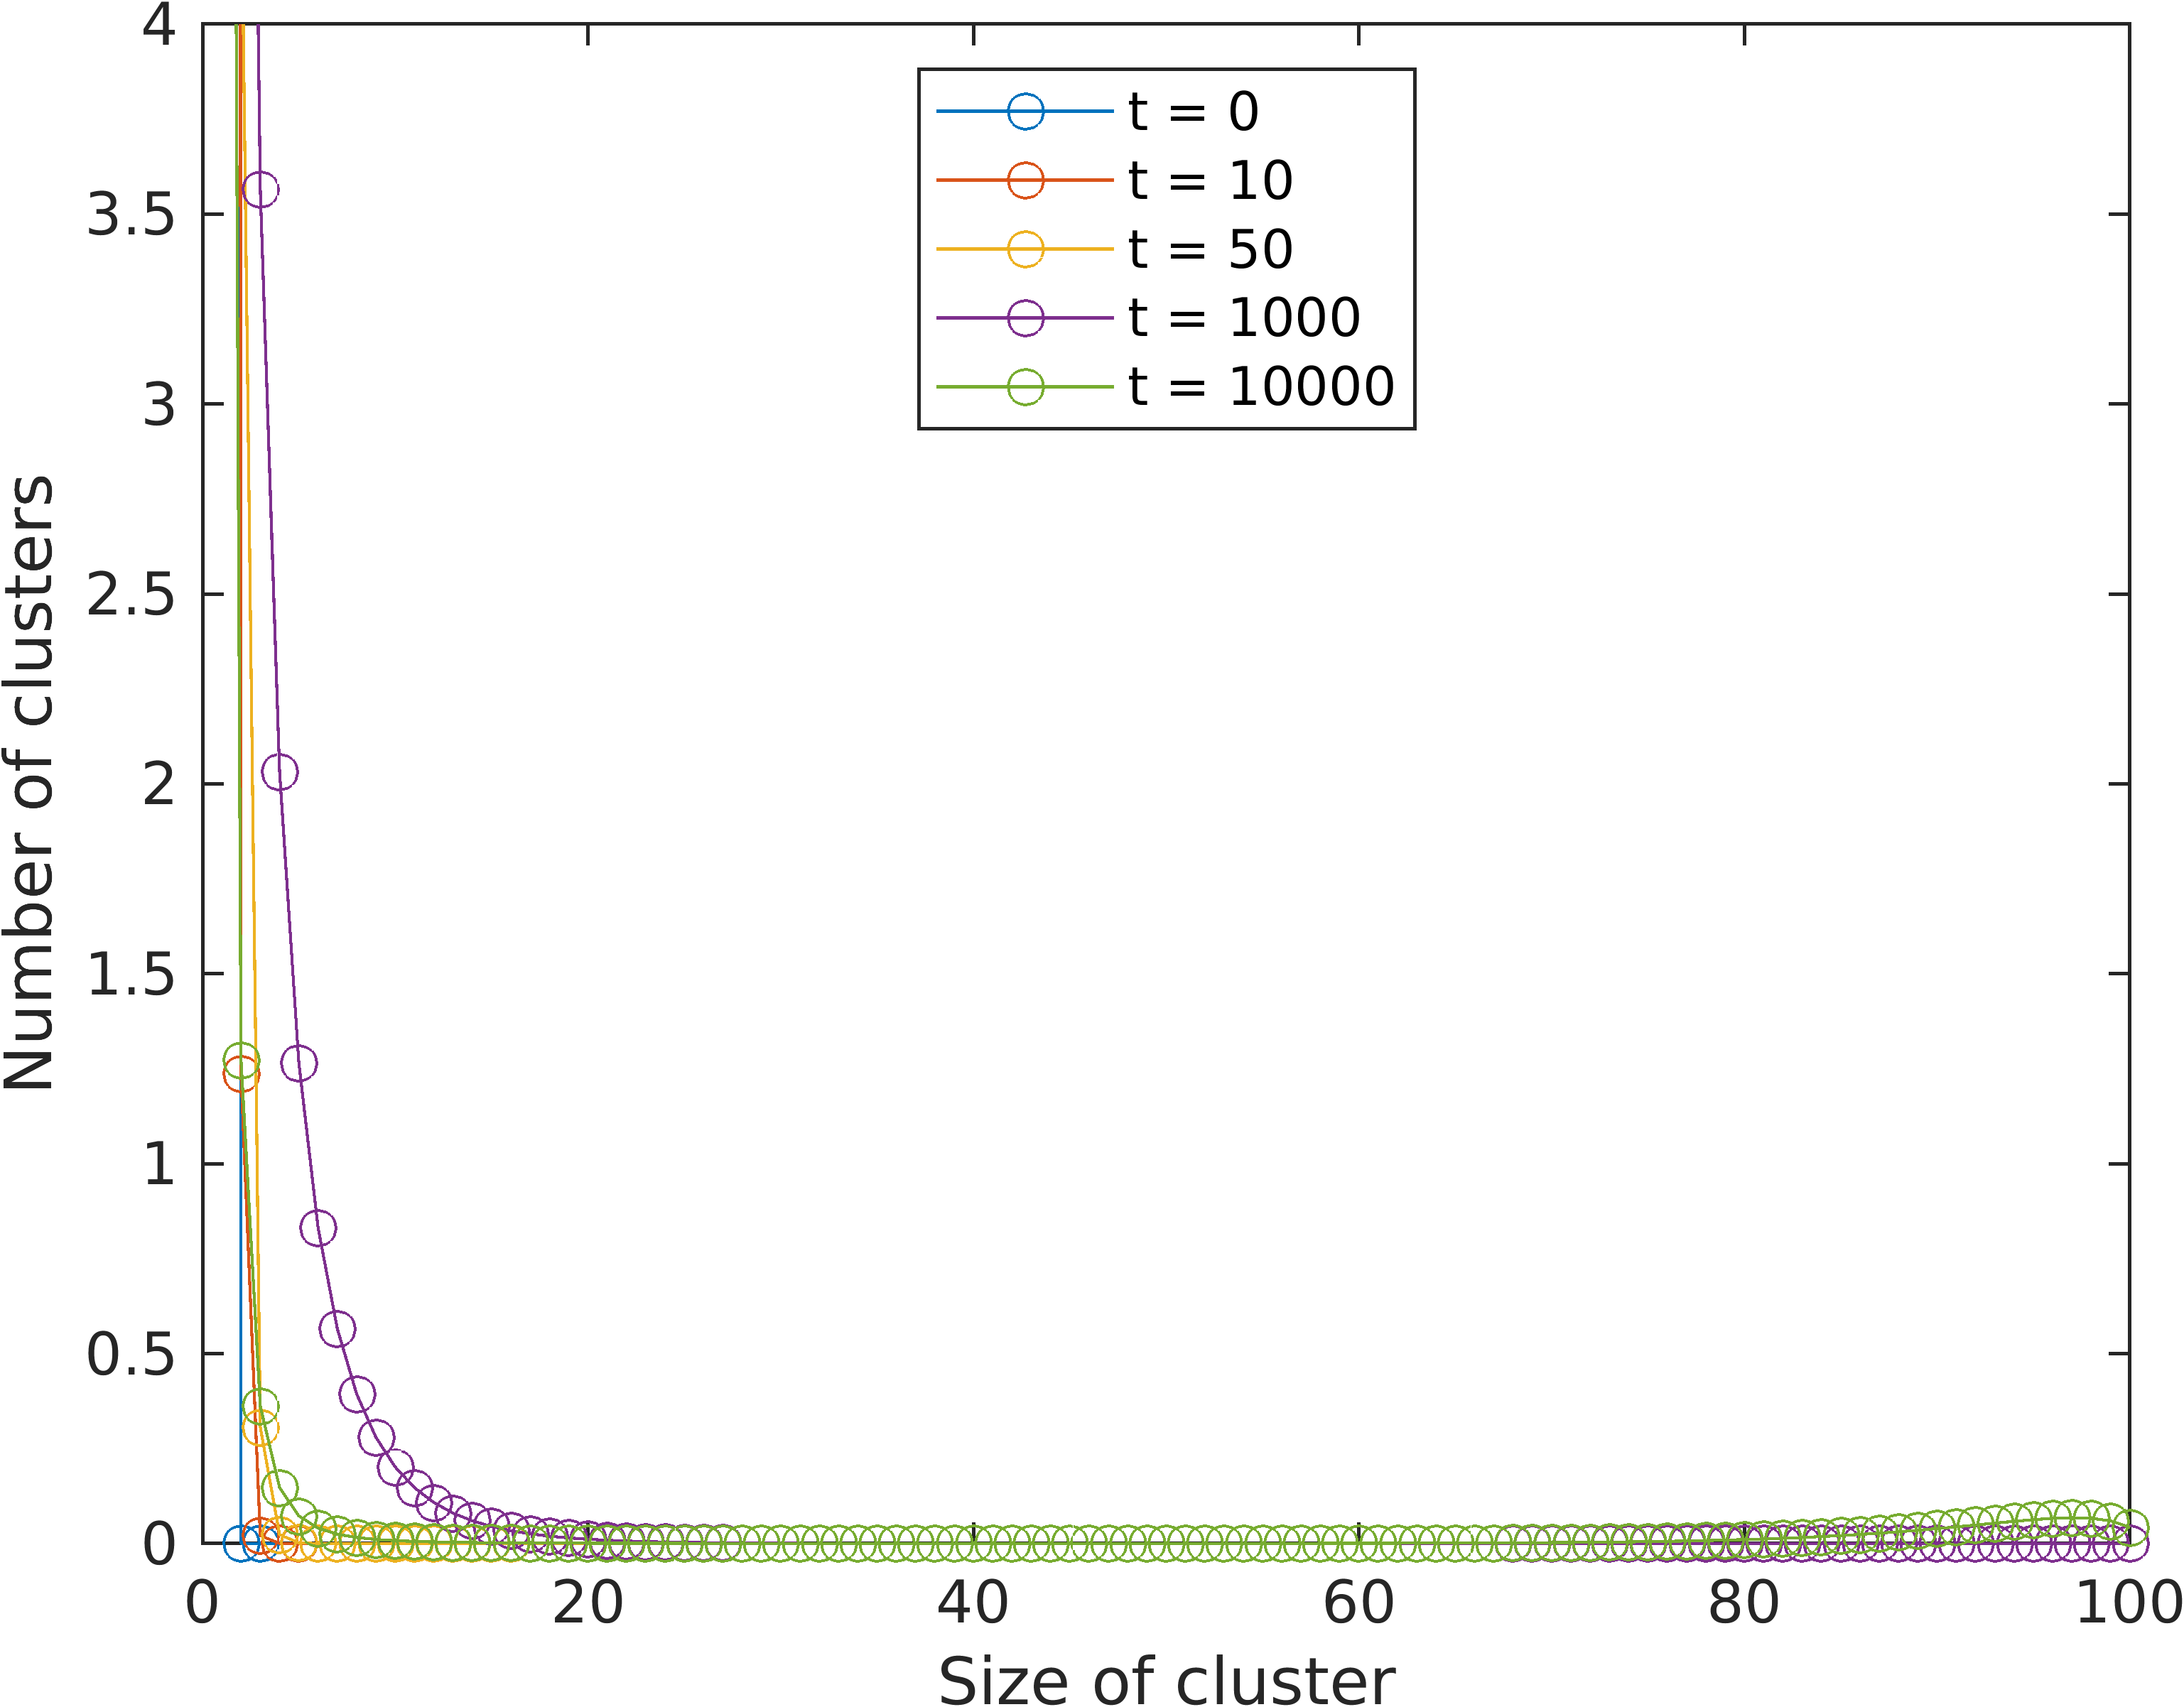 4
3.5
3
2.5
2
1.5
1
0.5
0
Number of clusters
t = 0
t = 10
t = 50
t = 1000
t = 10000
0 20 40 60 80 100
Size of cluster